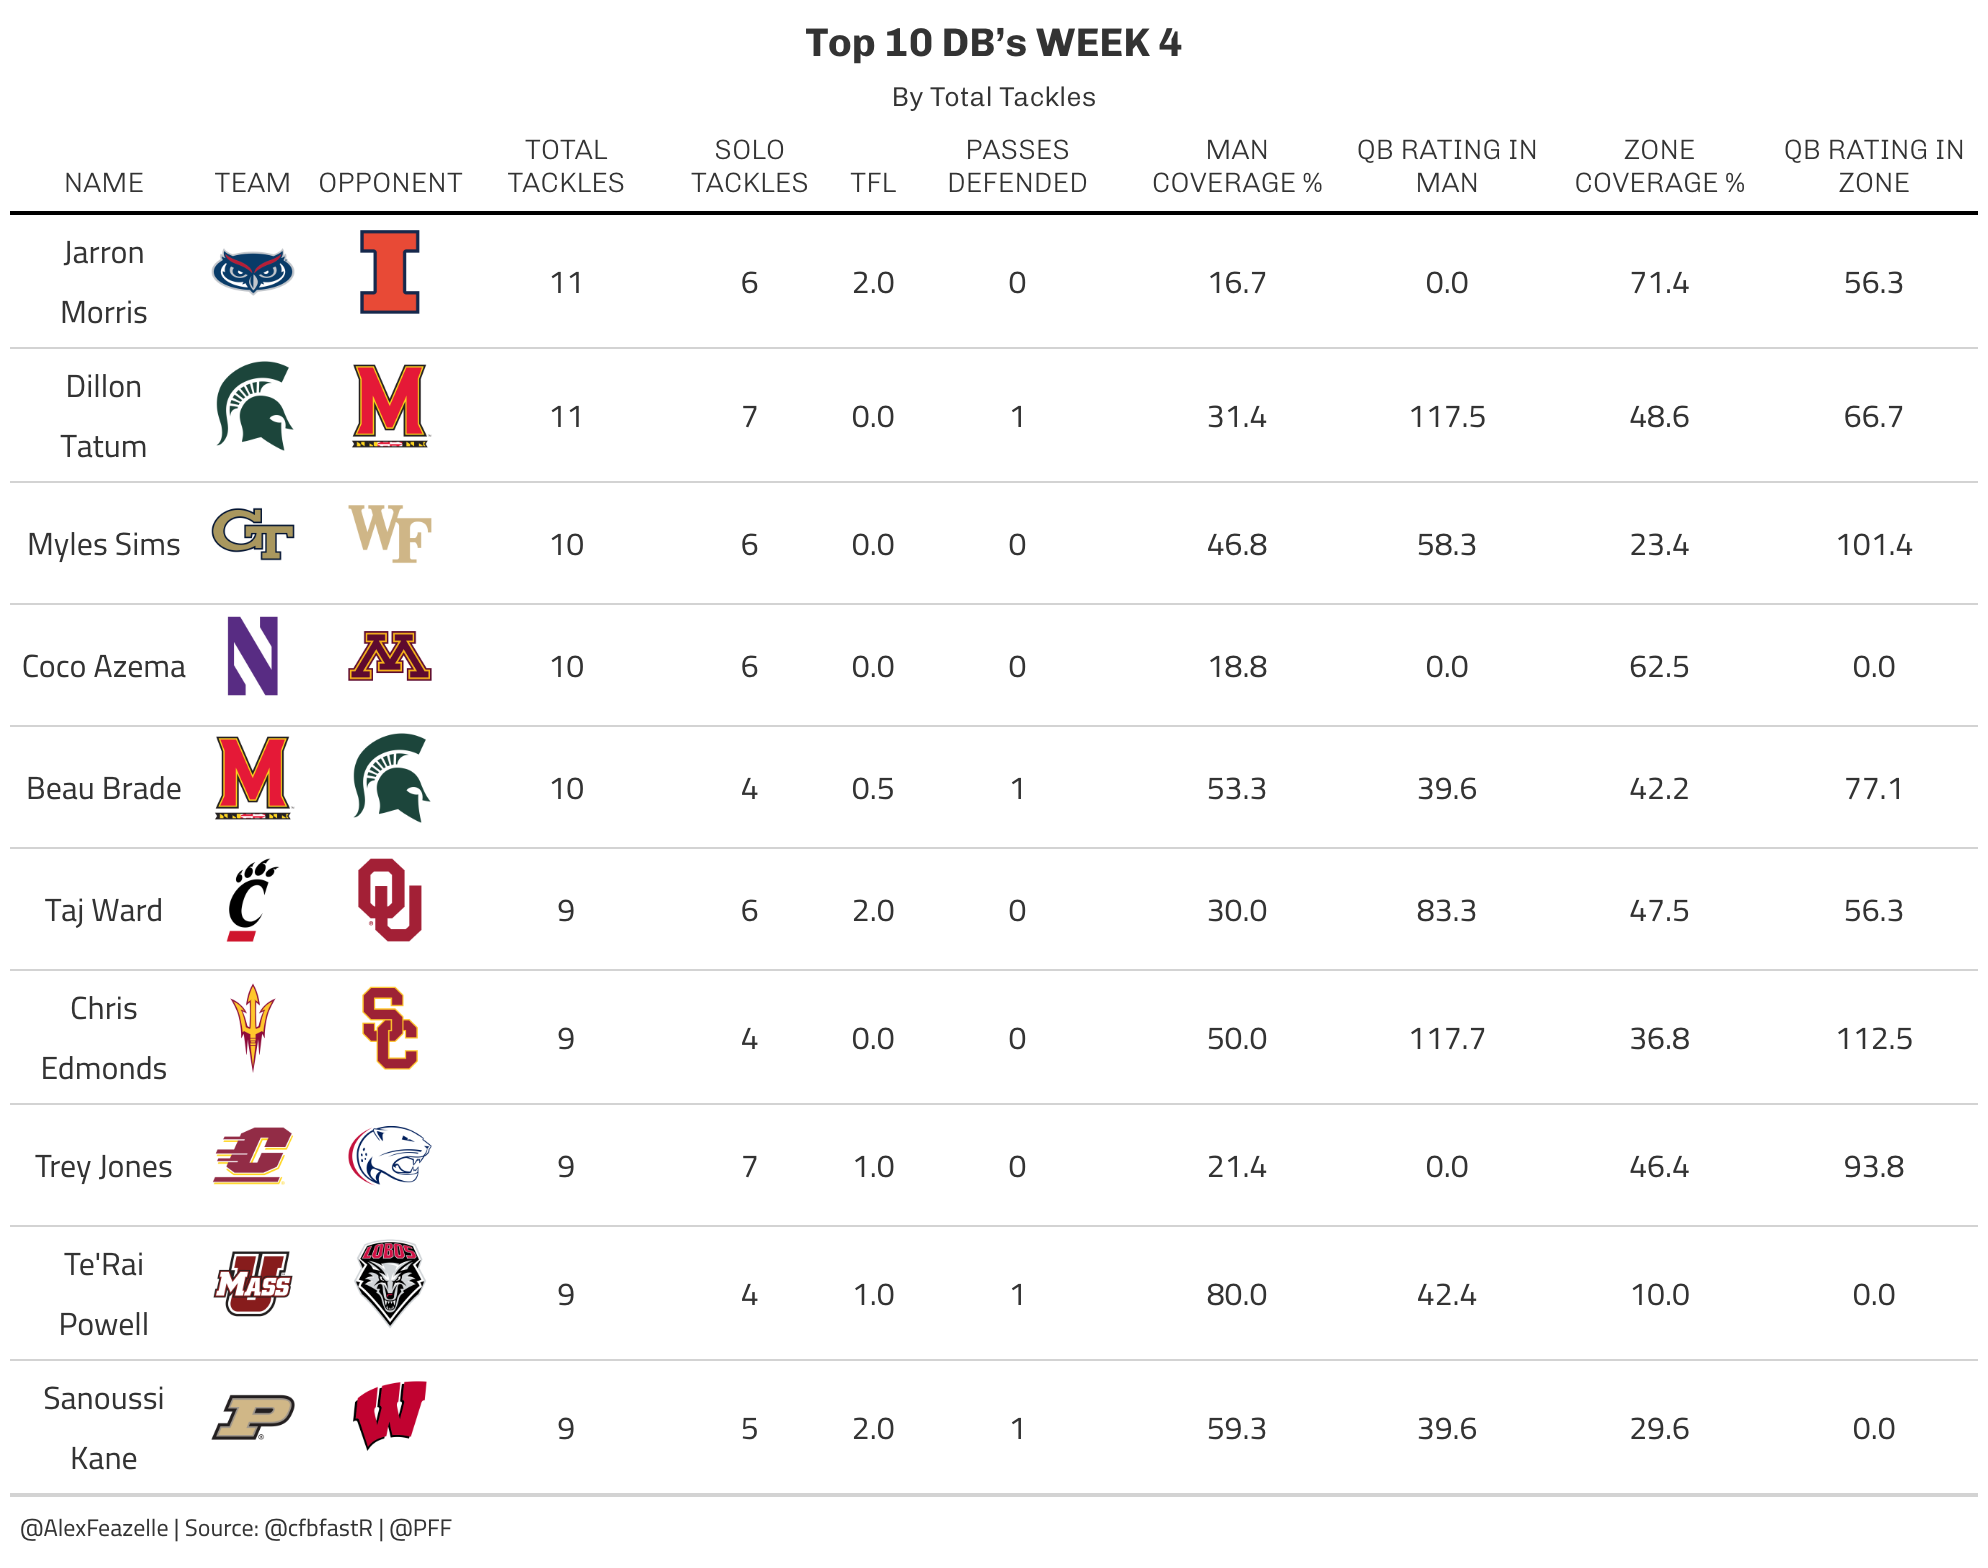 Top 10 DB’s WEEK 4
By Total Tackles
NAME TEAM OPPONENT TOTAL TACKLES SOLO TACKLES TFL PASSES DEFENDED MAN COVERAGE % QB RATING IN MAN ZONE COVERAGE % QB RATING IN ZONE
Jarron Morris 11 6 2.0 0 16.7 0.0 71.4 56.3
Dillon Tatum 11 7 0.0 1 31.4 117.5 48.6 66.7
Myles Sims GT WF 10 6 0.0 0 46.8 58.3 23.4 101.4
Coco Azema N M 10 6 0.0 0 18.8 0.0 62.5 0.0
Beau Brade M 10 4 0.5 1 53.3 39.6 42.2 77.1
Taj Ward C OU 9 6 2.0 0 30.0 83.3 47.5 56.3
Chris Edmonds SC 9 4 0.0 0 50.0 117.7 36.8 112.5
Trey Jones C 9 7 1.0 0 21.4 0.0 46.4 93.8
Te'Rai Powell UMASS LOBOS 9 4 1.0 1 80.0 42.4 10.0 0.0
Sanoussi Kane P W 9 5 2.0 1 59.3 39.6 29.6 0.0
@AlexFeazelle | Source: @cfbfastR | @PFF